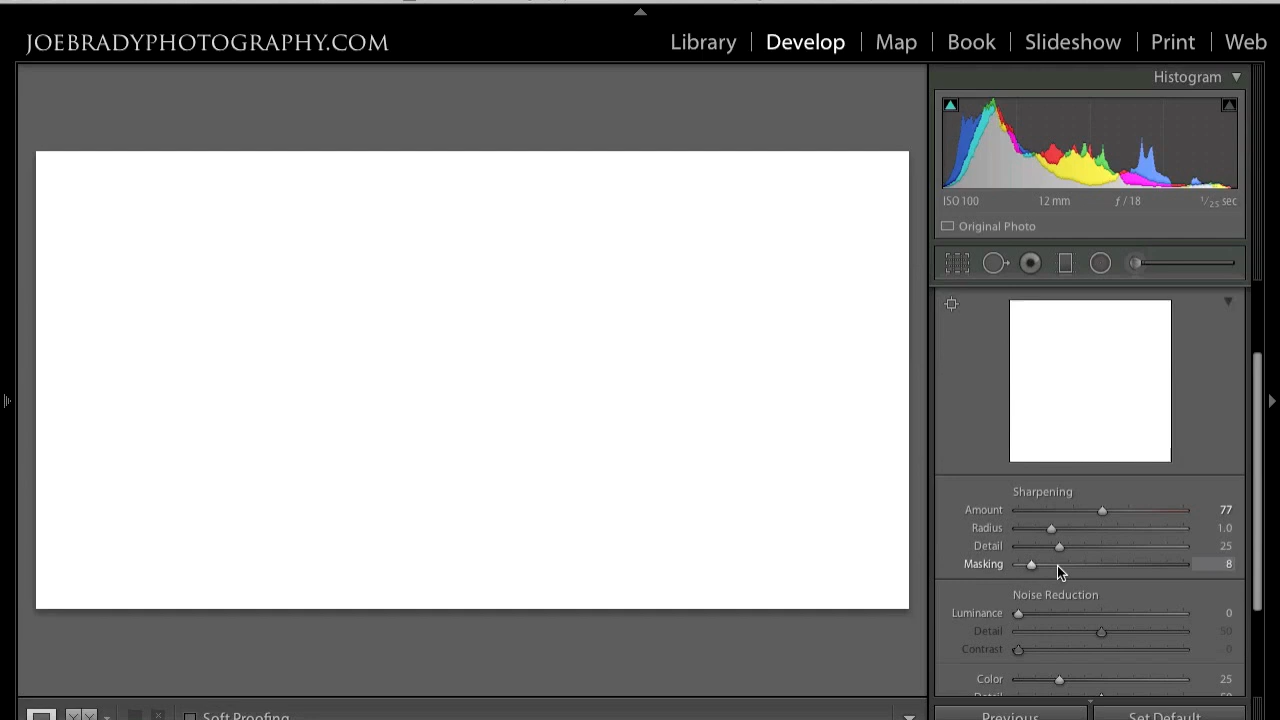 JOEBRADYPHOTOGRAPHY.COM
Library Develop Map Book Slideshow Print Web
Histogram
ISO 100 12 mm ƒ / 18 1/25 sec
Original Photo
Sharpening
Amount 77
Radius 1.0
Detail 25
Masking 8
Noise Reduction
Luminance 0
Detail 50
Contrast 0
Color 25
Detail 50
Soft Proofing
Previous Set Default